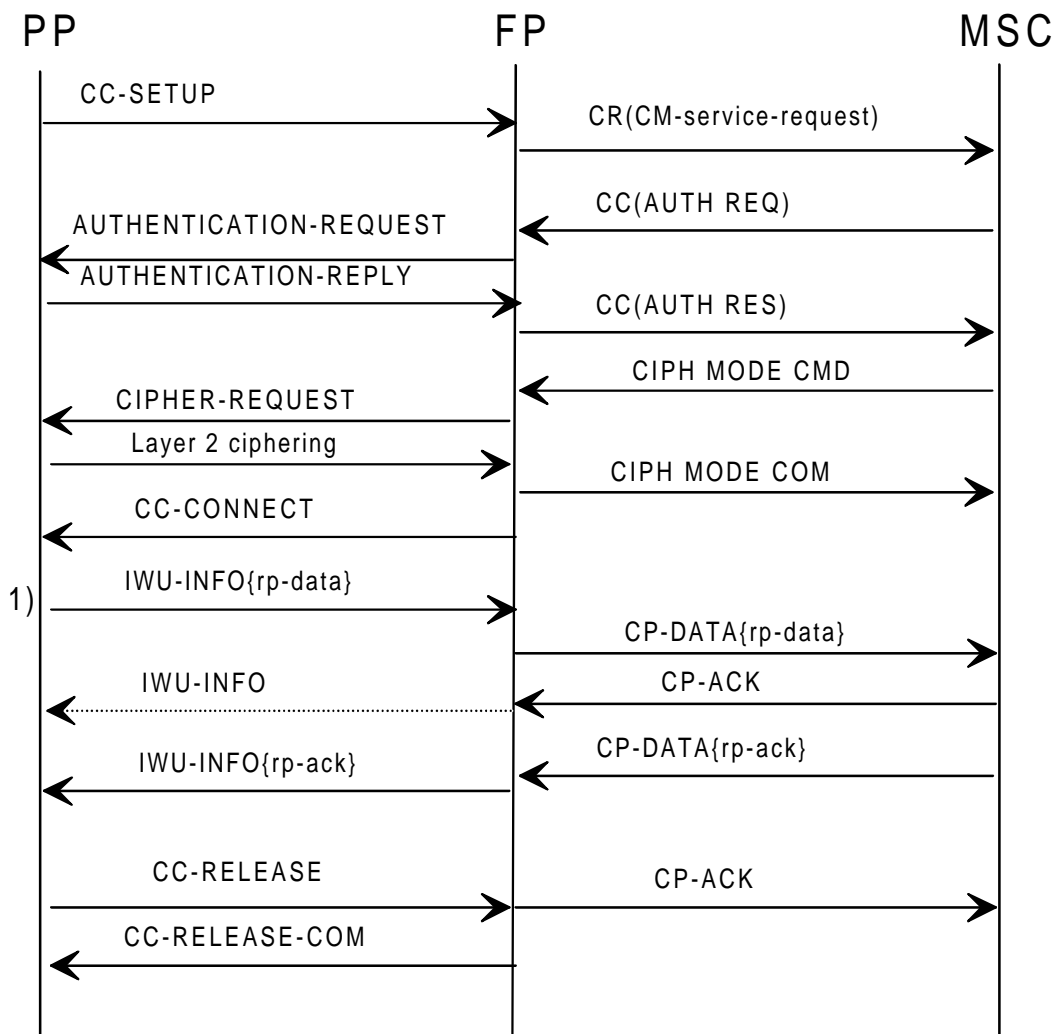 PP FP MSC
CC-SETUP
CR(CM-service-request)
CC(AUTH REQ)
AUTHENTICATION-REQUEST
AUTHENTICATION-REPLY
CC(AUTH RES)
CIPH MODE CMD
CIPHER-REQUEST
Layer 2 ciphering
CIPH MODE COM
CC-CONNECT
1) IWU-INFO{rp-data}
CP-DATA{rp-data}
IWU-INFO
CP-ACK
CP-DATA{rp-ack}
IWU-INFO{rp-ack}
CC-RELEASE
CP-ACK
CC-RELEASE-COM